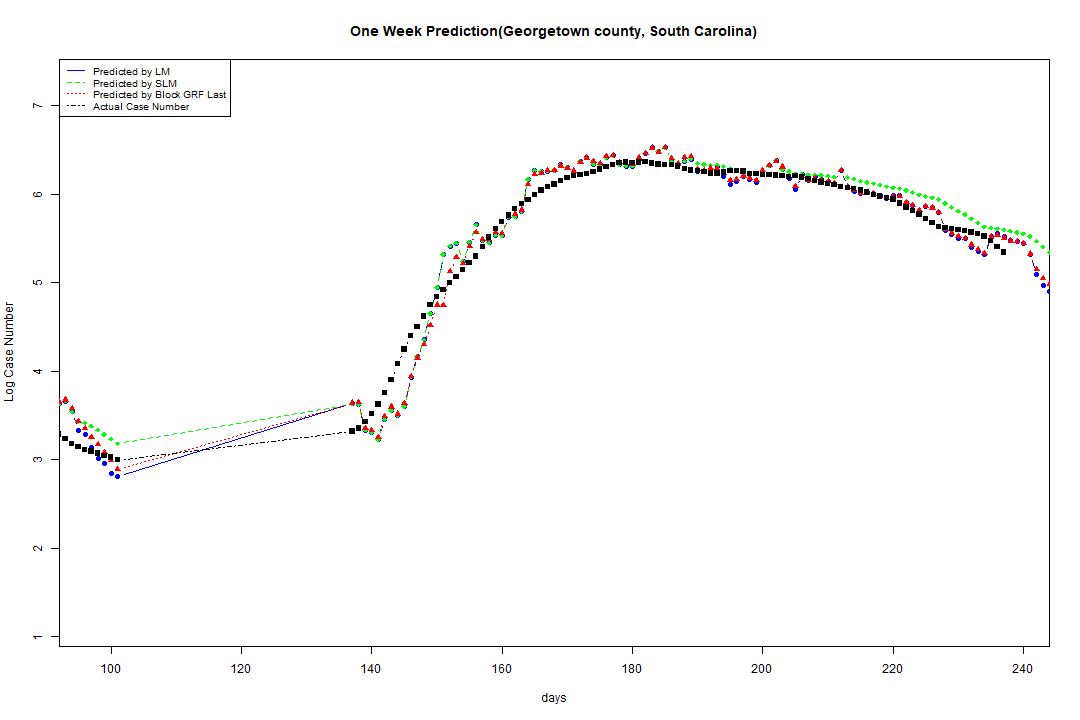 One Week Prediction(Georgetown county, South Carolina)
Predicted by LM
Predicted by SLM
Predicted by Block GRF Last
Actual Case Number
7
6
5
4
3
2
1
Log Case Number
100 120 140 160 180 200 220 240
days